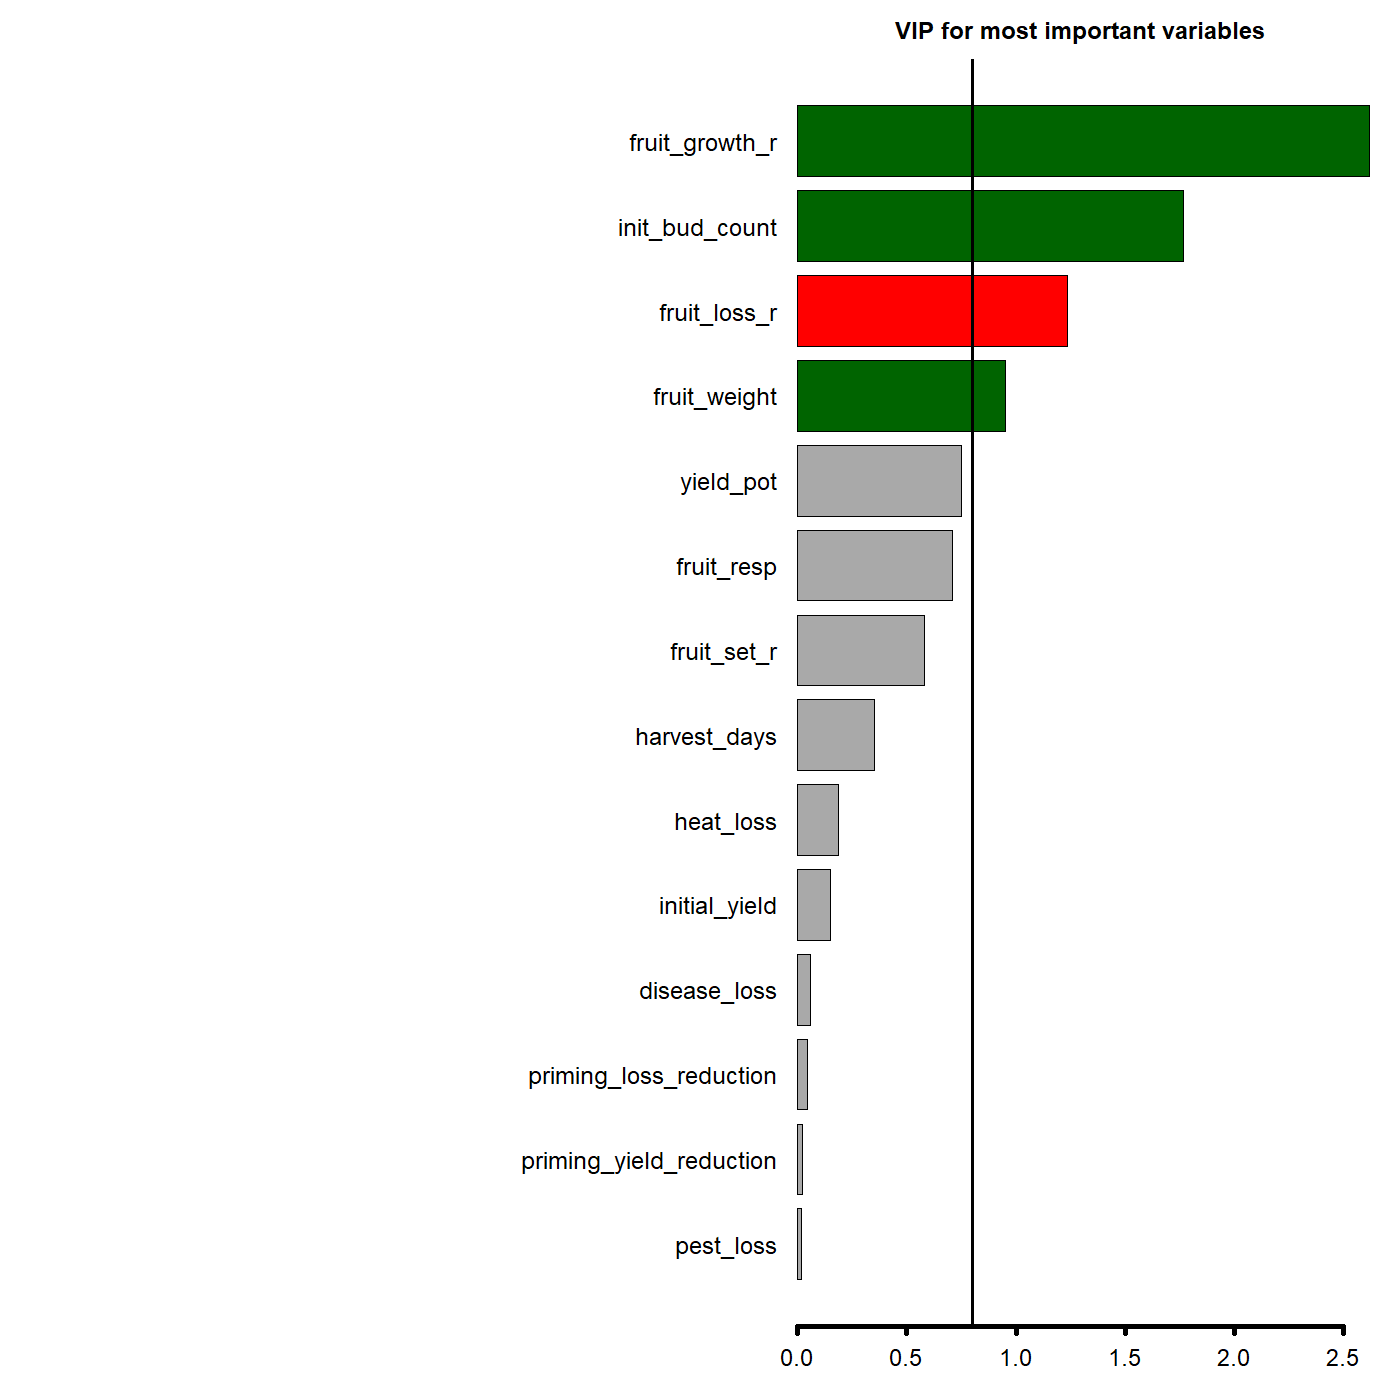 VIP for most important variables
fruit_growth_r
init_bud_count
fruit_loss_r
fruit_weight
yield_pot
fruit_resp
fruit_set_r
harvest_days
heat_loss
initial_yield
disease_loss
priming_loss_reduction
priming_yield_reduction
pest_loss
0.0 0.5 1.0 1.5 2.0 2.5